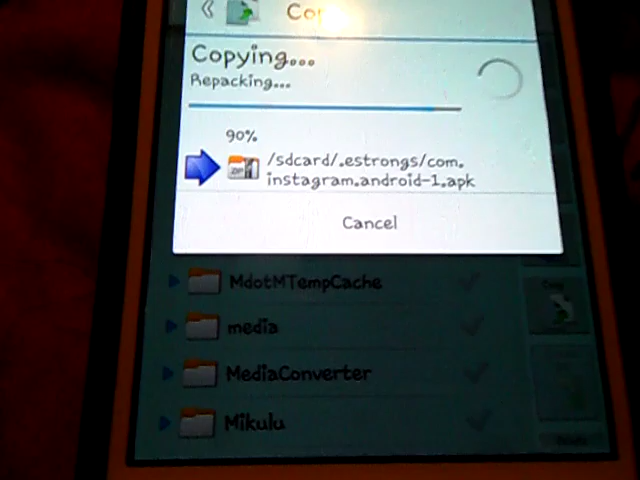 Copying...
Repacking...
90%
/sdcard/.estrongs/com.
instagram.android-1.apk
Cancel
MdotMTempCache
media
MediaConverter
Mikulu